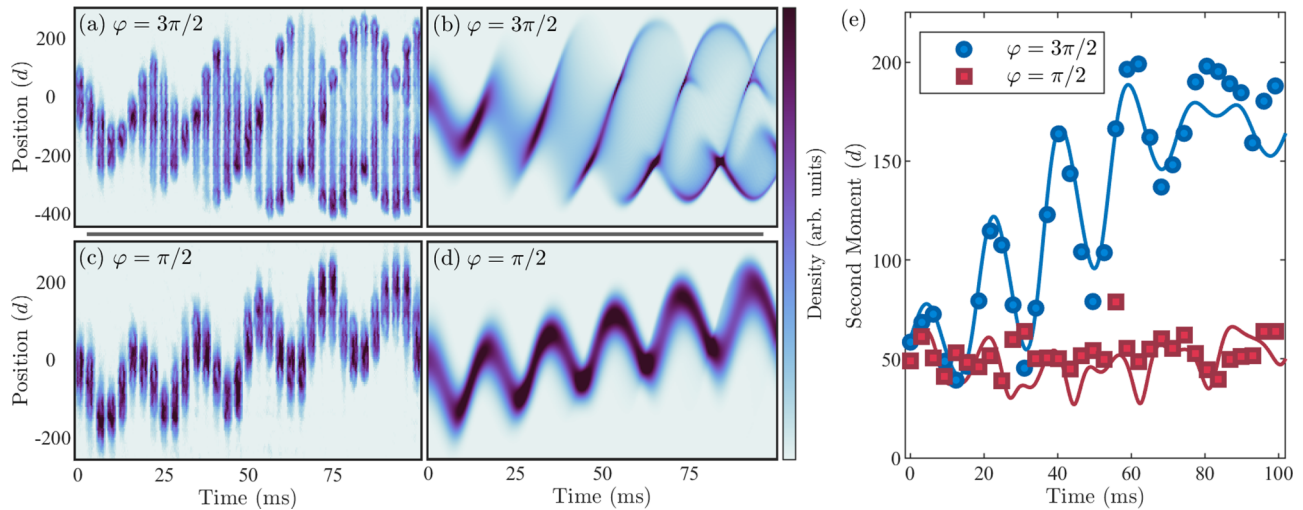 (a) φ = 3π/2
(b) φ = 3π/2
200
0
-200
-400
Position (d)
(c) φ = π/2
(d) φ = π/2
200
0
-200
Position (d)
0
25
50
75
Time (ms)
0
25
50
75
Time (ms)
Density (arb. units)
(e)
φ = 3π/2
φ = π/2
200
150
100
50
0
Second Moment (d)
0
20
40
60
80
100
Time (ms)